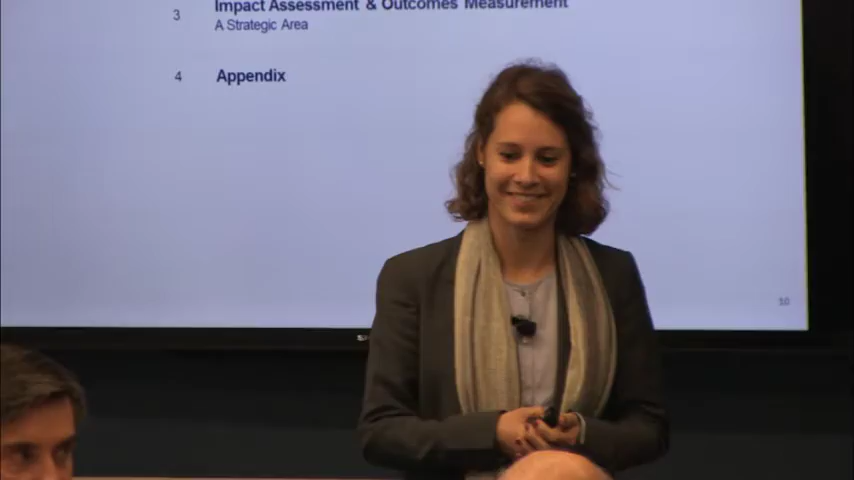 3
Impact Assessment & Outcomes Measurement
A Strategic Area
4 Appendix
10